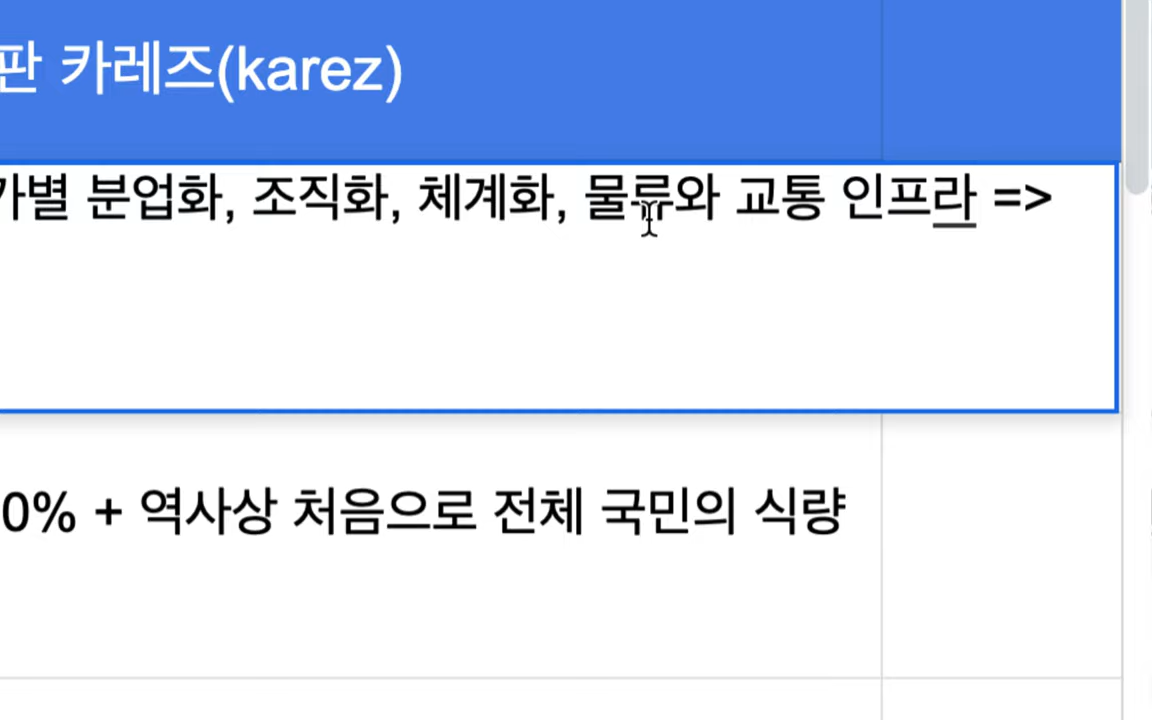 판 카레즈(karez)
가별 분업화, 조직화, 체계화, 물류와 교통 인프라 =>
0% + 역사상 처음으로 전체 국민의 식량